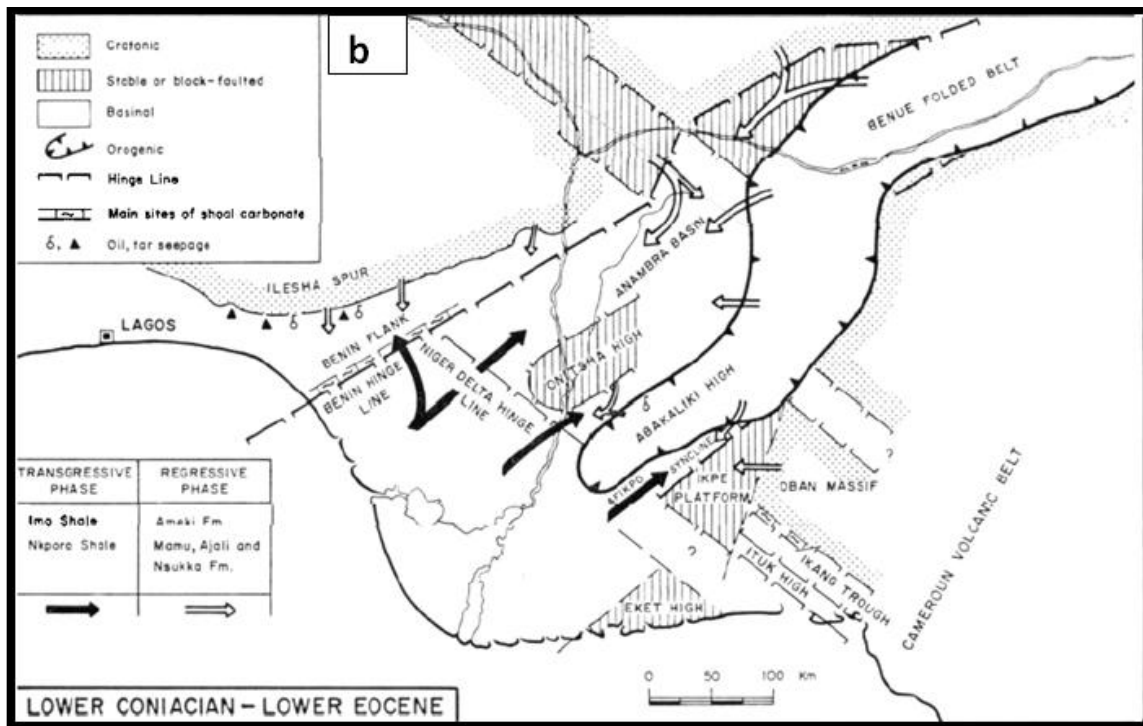 b
Cratonic
Stable or block-faulted
Basinal
Orogenic
Hinge Line
Main sites of shoal carbonate
δ, ▲ Oil, tar seepage
BENUE FOLDED BELT
ANAMBRA BASIN
ILESHA SPUR
LAGOS
BENIN FLANK
BENIN HINGE
LINE
NIGER DELTA HINGE
LINE
ONITSHA HIGH
ABAKALIKI HIGH
AFIKPO SYNCLINE
IKPE
PLATFORM
OBAN MASSIF
?
?
IKANG TROUGH
ITUK HIGH
EKET HIGH
CAMEROUN VOLCANIC BELT
TRANSGRESSIVE
PHASE
REGRESSIVE
PHASE
Imo Shale
Ameki Fm.
Nkporo Shale
Mamu, Ajali and
Nsukka Fm.
0 50 100 Km
LOWER CONIACIAN – LOWER EOCENE